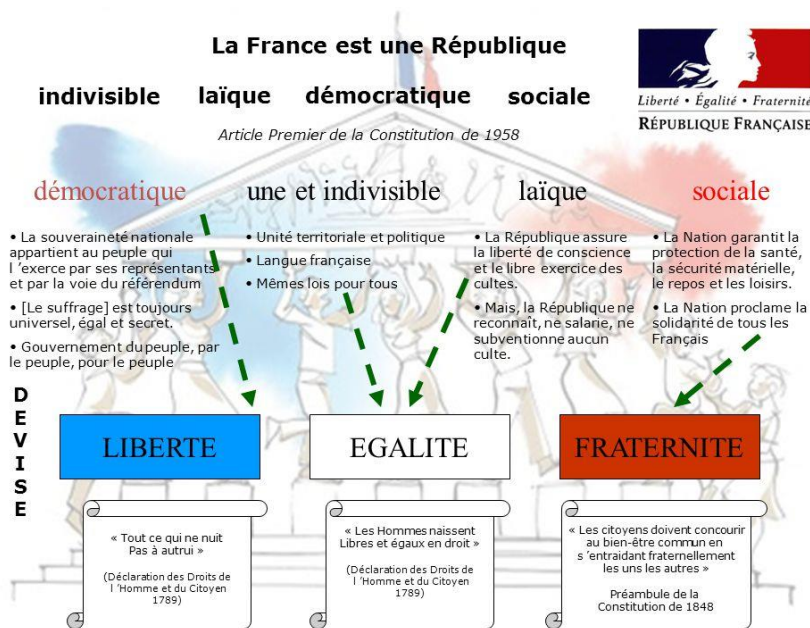 La France est une République
indivisible laïque démocratique sociale
Article Premier de la Constitution de 1958
Liberté • Égalité • Fraternité
RÉPUBLIQUE FRANÇAISE
démocratique
• La souveraineté nationale
appartient au peuple qui
l 'exerce par ses représentants
et par la voie du référendum
• [Le suffrage] est toujours
universel, égal et secret.
• Gouvernement du peuple, par
le peuple, pour le peuple
une et indivisible
• Unité territoriale et politique
• Langue française
• Mêmes lois pour tous
laïque
• La République assure
la liberté de conscience
et le libre exercice des
cultes.
• Mais, la République ne
reconnaît, ne salarie, ne
subventionne aucun
culte.
sociale
• La Nation garantit la
protection de la santé,
la sécurité matérielle,
le repos et les loisirs.
• La Nation proclame la
solidarité de tous les
Français
DEVISE
LIBERTE
EGALITE
FRATERNITE
« Tout ce qui ne nuit
Pas à autrui »
(Déclaration des Droits de
l 'Homme et du Citoyen
1789)
« Les Hommes naissent
Libres et égaux en droit »
(Déclaration des Droits de
l 'Homme et du Citoyen
1789)
« Les citoyens doivent concourir
au bien-être commun en
s 'entraidant fraternellement
les uns les autres »
Préambule de la
Constitution de 1848